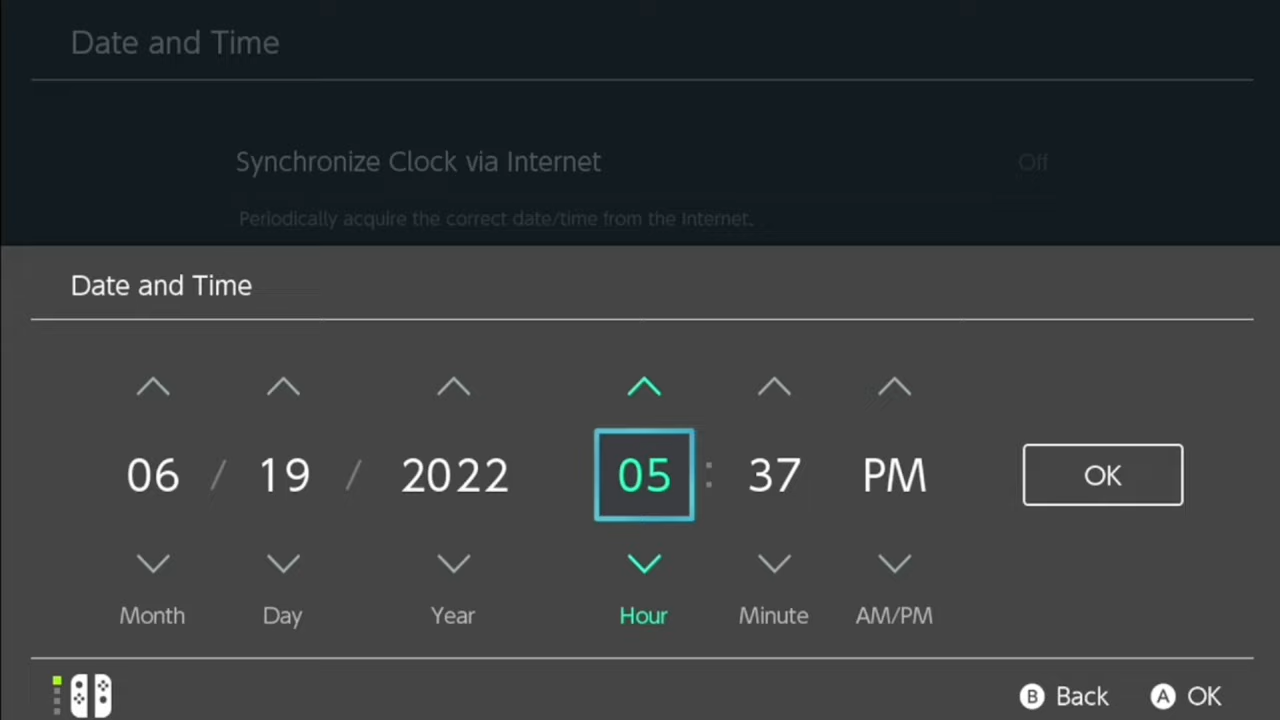 Date and Time
Synchronize Clock via Internet Off
Periodically acquire the correct date/time from the Internet.
Date and Time
06 / 19 / 2022 05 : 37 PM OK
Month Day Year Hour Minute AM/PM
B Back A OK